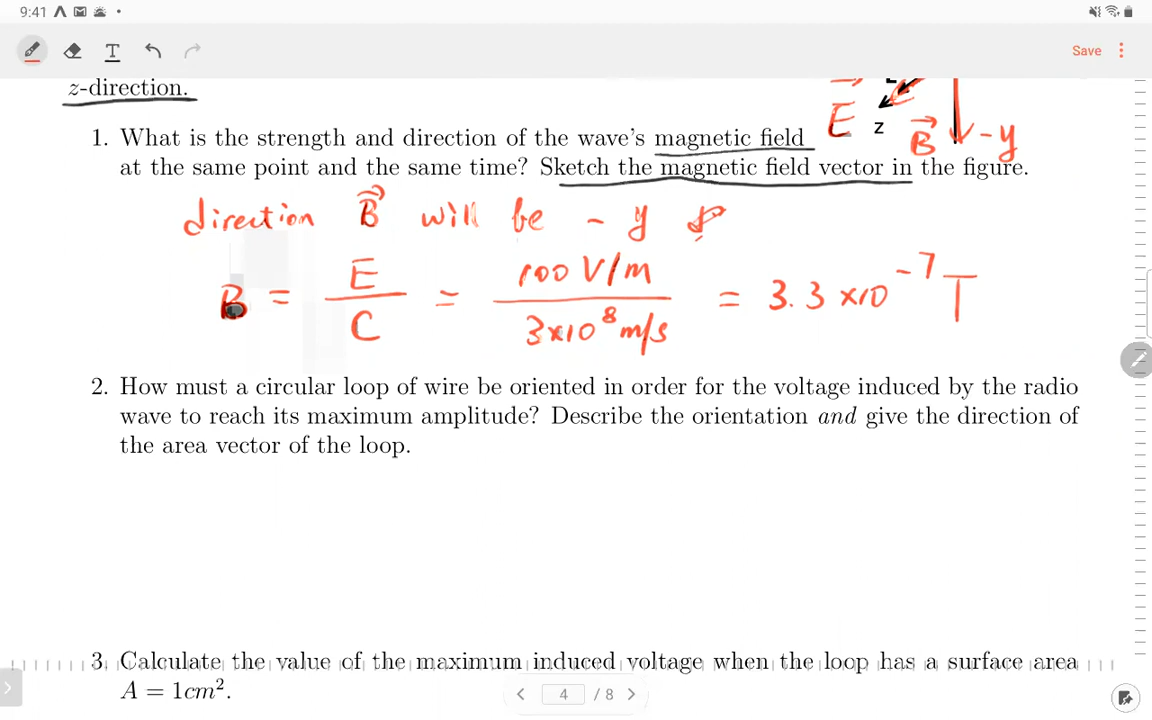 9:41
T
Save
z-direction.
E z B -y
1. What is the strength and direction of the wave's magnetic field
at the same point and the same time? Sketch the magnetic field vector in the figure.
direction B will be - y
B = E / C = 100 V/m / 3x10^8 m/s = 3.3 x10^-7 T
2. How must a circular loop of wire be oriented in order for the voltage induced by the radio
wave to reach its maximum amplitude? Describe the orientation and give the direction of
the area vector of the loop.
3. Calculate the value of the maximum induced voltage when the loop has a surface area
A = 1cm².
4 / 8